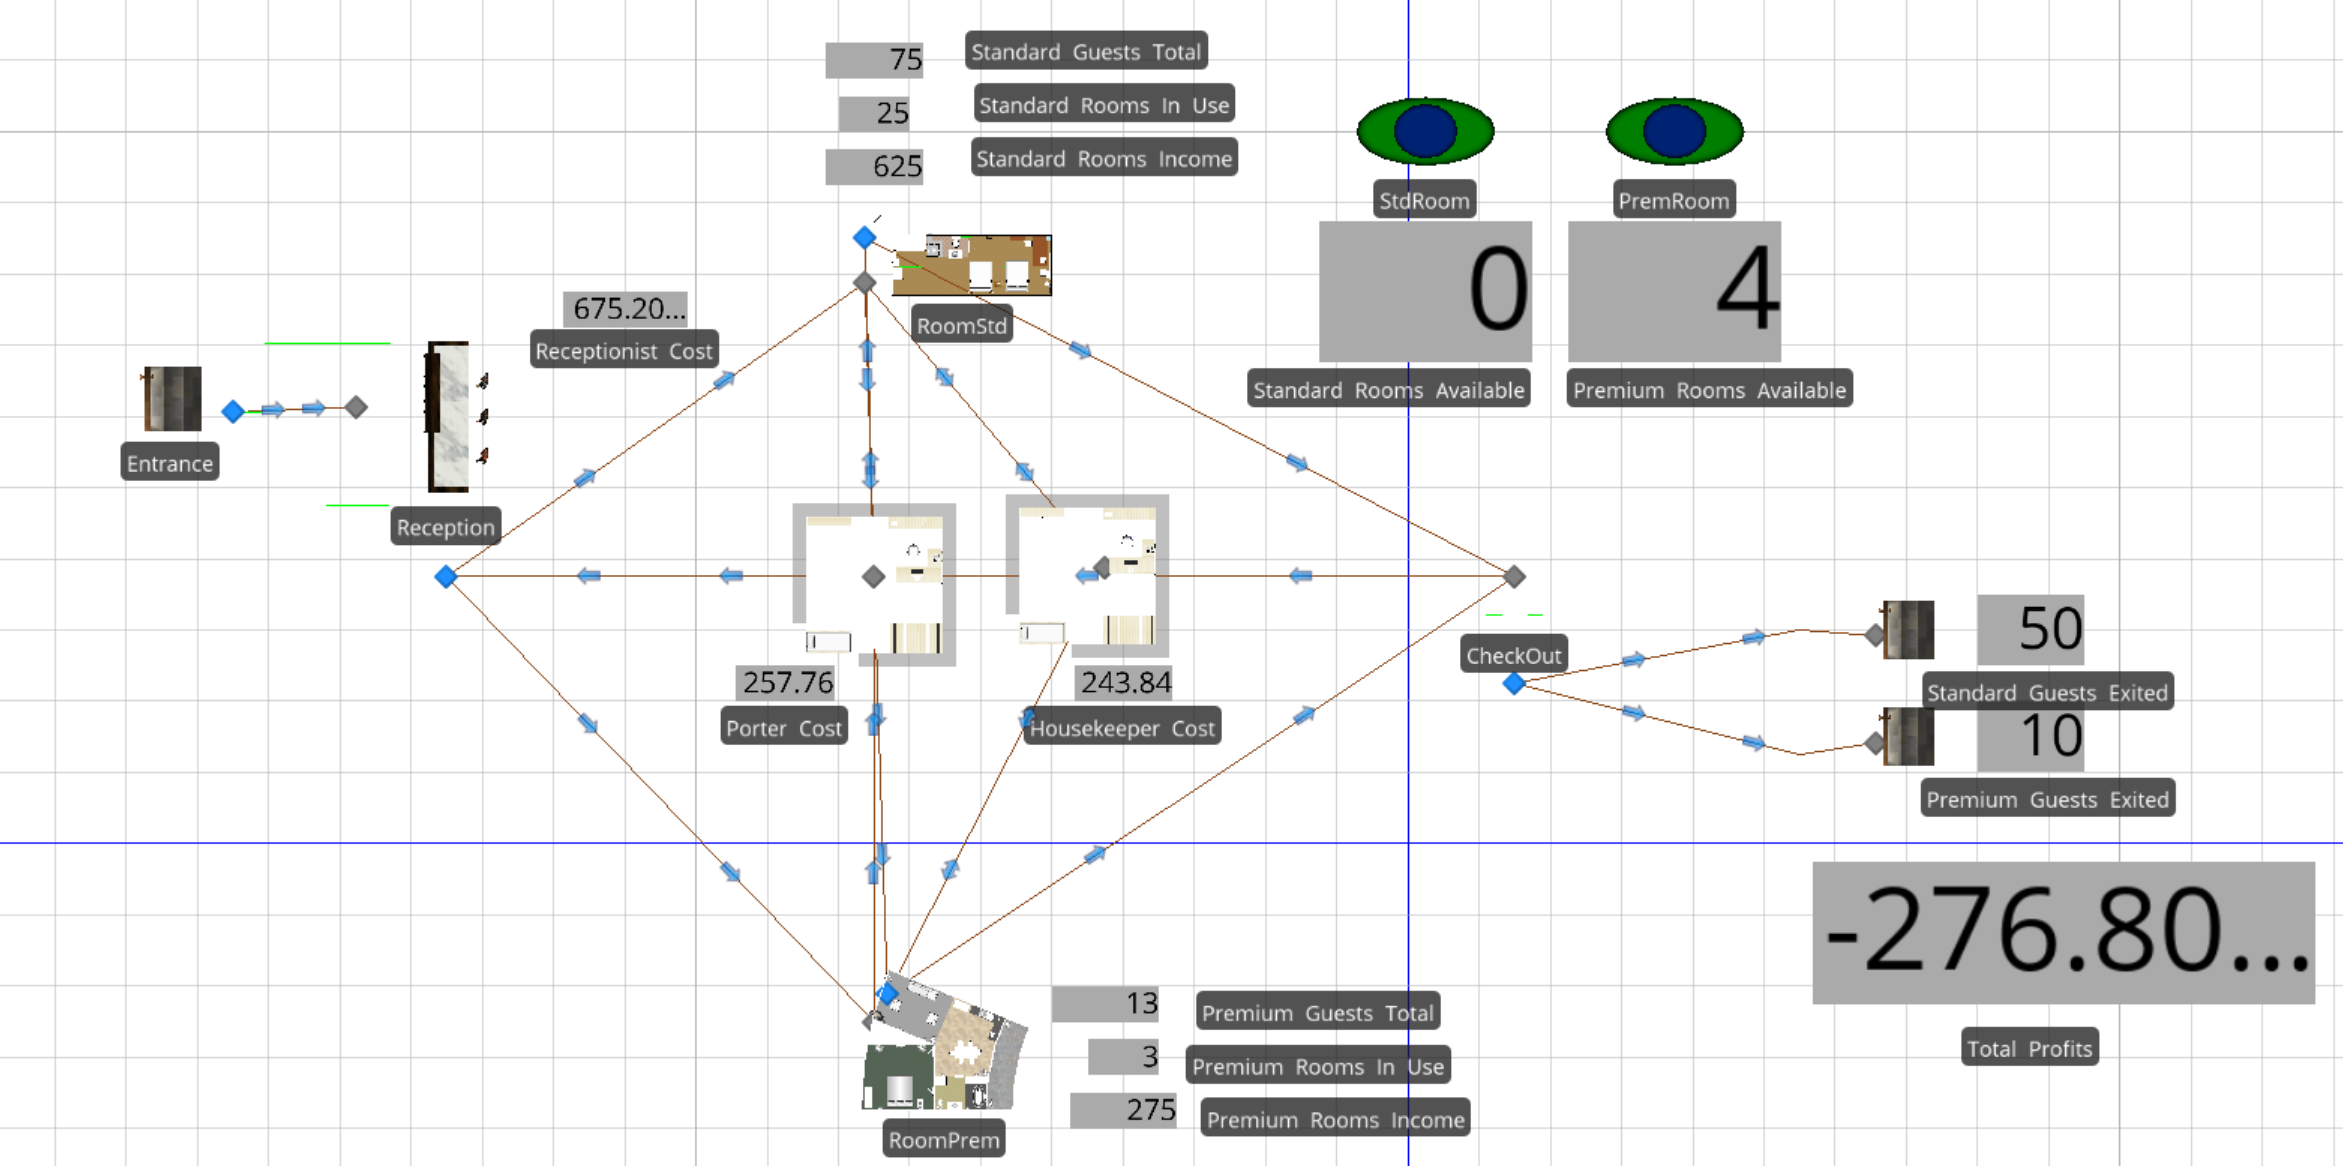 75 Standard Guests Total
25 Standard Rooms In Use
625 Standard Rooms Income
StdRoom PremRoom
0 4
Standard Rooms Available Premium Rooms Available
RoomStd
675.20...
Receptionist Cost
Entrance
Reception
257.76 243.84
Porter Cost Housekeeper Cost
CheckOut
50
Standard Guests Exited
10
Premium Guests Exited
-276.80...
Total Profits
13 Premium Guests Total
3 Premium Rooms In Use
275 Premium Rooms Income
RoomPrem